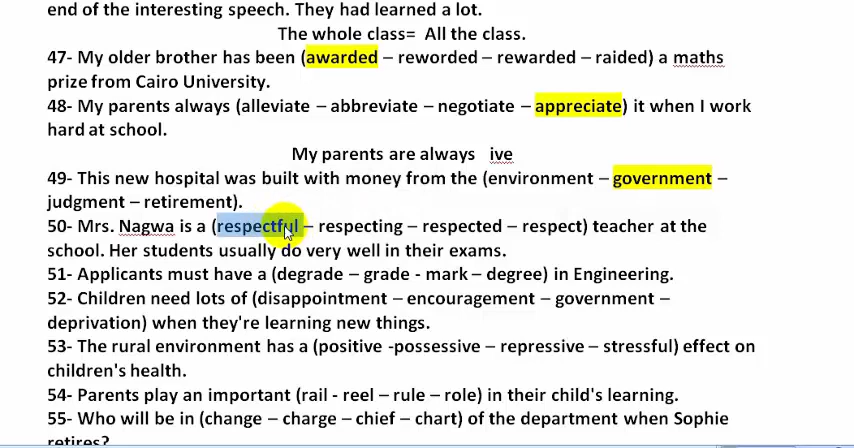 end of the interesting speech. They had learned a lot.
The whole class= All the class.
47- My older brother has been (awarded – reworded – rewarded – raided) a maths
prize from Cairo University.
48- My parents always (alleviate – abbreviate – negotiate – appreciate) it when I work
hard at school.
My parents are always ive
49- This new hospital was built with money from the (environment – government –
judgment – retirement).
50- Mrs. Nagwa is a (respectful – respecting – respected – respect) teacher at the
school. Her students usually do very well in their exams.
51- Applicants must have a (degrade – grade - mark – degree) in Engineering.
52- Children need lots of (disappointment – encouragement – government –
deprivation) when they're learning new things.
53- The rural environment has a (positive -possessive – repressive – stressful) effect on
children's health.
54- Parents play an important (rail - reel – rule – role) in their child's learning.
55- Who will be in (change – charge – chief – chart) of the department when Sophie
retires?